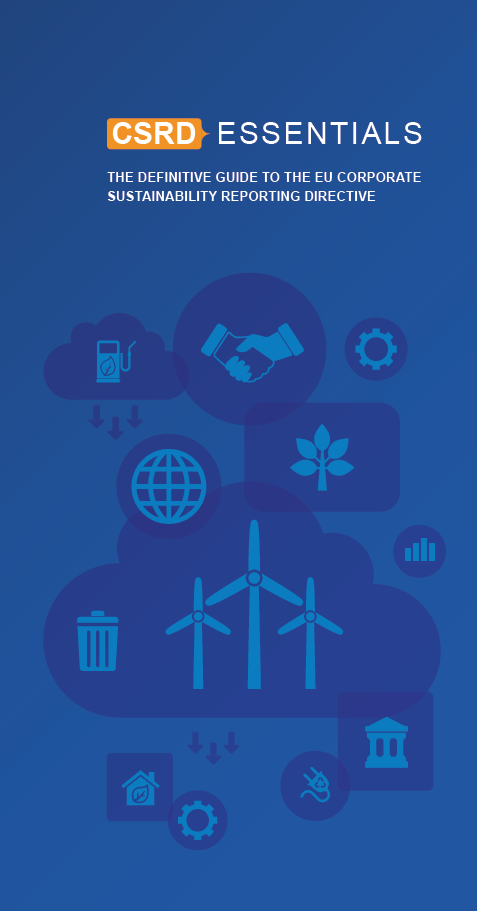 CSRD ESSENTIALS
THE DEFINITIVE GUIDE TO THE EU CORPORATE
SUSTAINABILITY REPORTING DIRECTIVE